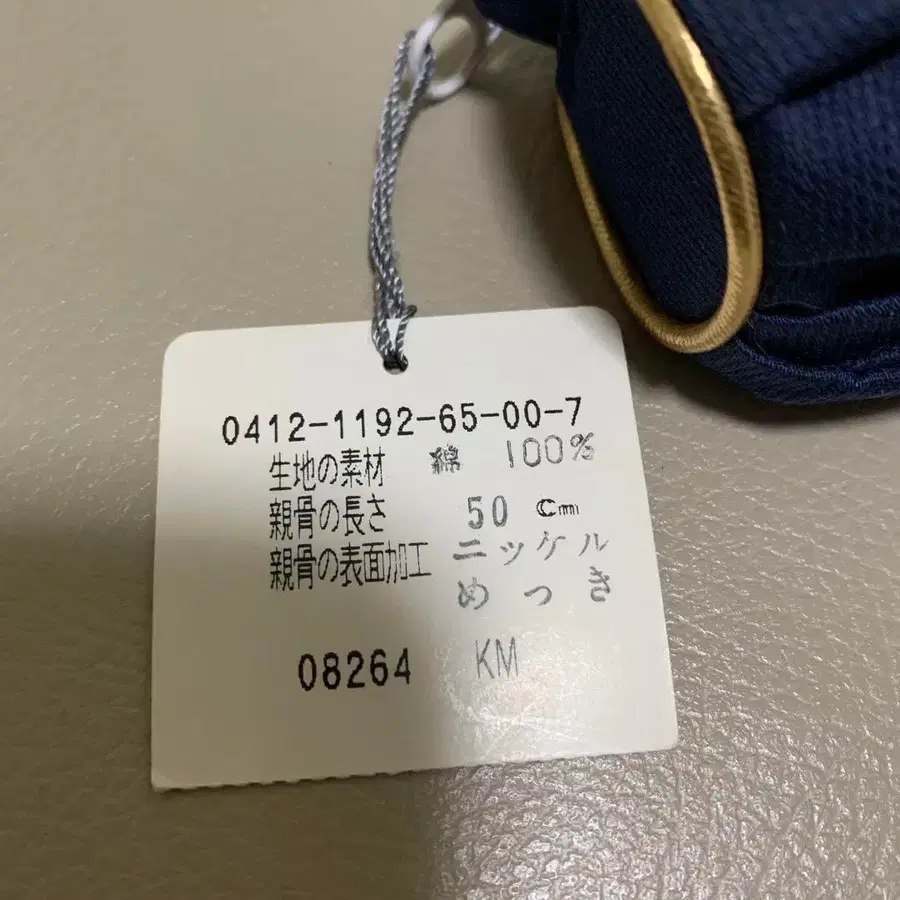 0412-1192-65-00-7
生地の素材 綿 100%
親骨の長さ 50 cm
親骨の表面加工 ニッケル
めっき
08264 KM